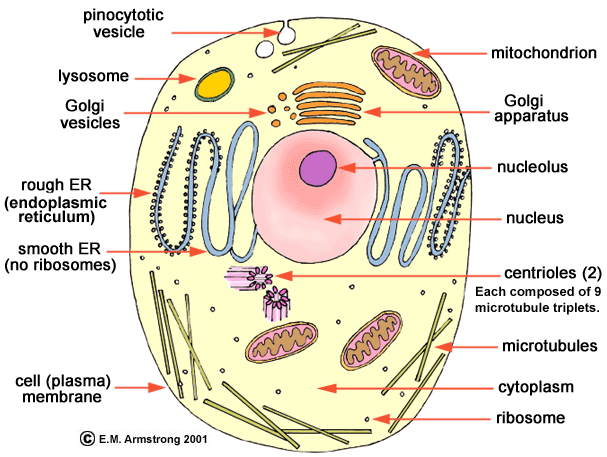 pinocytotic
vesicle
lysosome
Golgi
vesicles
rough ER
(endoplasmic
reticulum)
smooth ER
(no ribosomes)
cell (plasma)
membrane
© E.M. Armstrong 2001
mitochondrion
Golgi
apparatus
nucleolus
nucleus
centrioles (2)
Each composed of 9
microtubule triplets.
microtubules
cytoplasm
ribosome